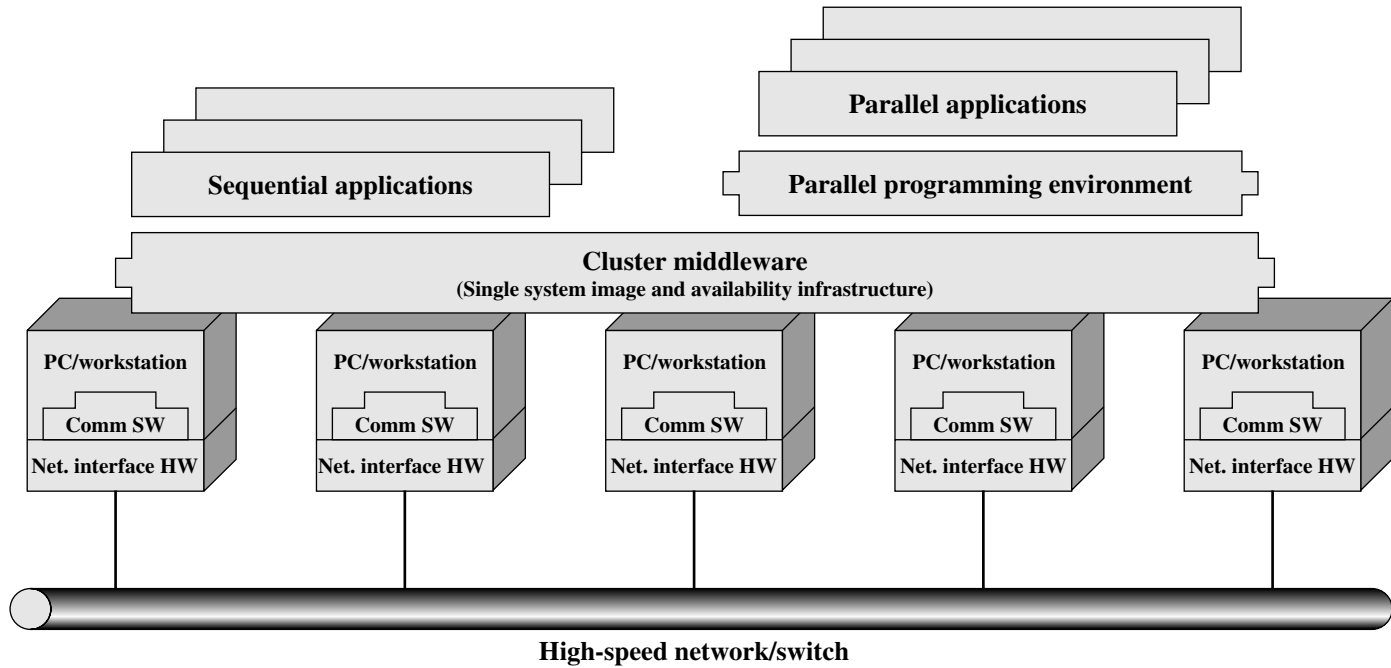 Parallel applications
Sequential applications
Parallel programming environment
Cluster middleware
(Single system image and availability infrastructure)
PC/workstation
PC/workstation
PC/workstation
PC/workstation
PC/workstation
Comm SW
Comm SW
Comm SW
Comm SW
Comm SW
Net. interface HW
Net. interface HW
Net. interface HW
Net. interface HW
Net. interface HW
High-speed network/switch